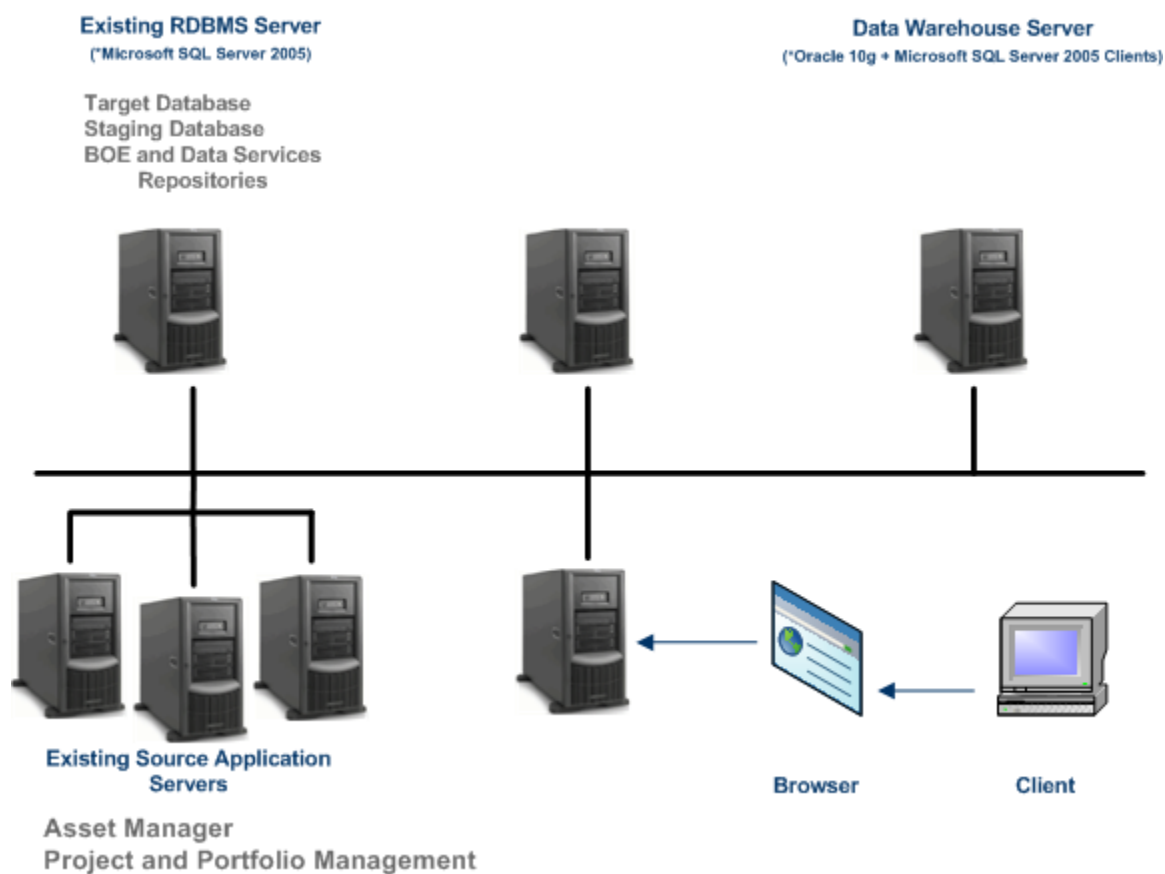 Existing RDBMS Server
(*Microsoft SQL Server 2005)
Target Database
Staging Database
BOE and Data Services
Repositories
Data Warehouse Server
(*Oracle 10g + Microsoft SQL Server 2005 Clients)
Existing Source Application
Servers
Asset Manager
Project and Portfolio Management
Browser
Client